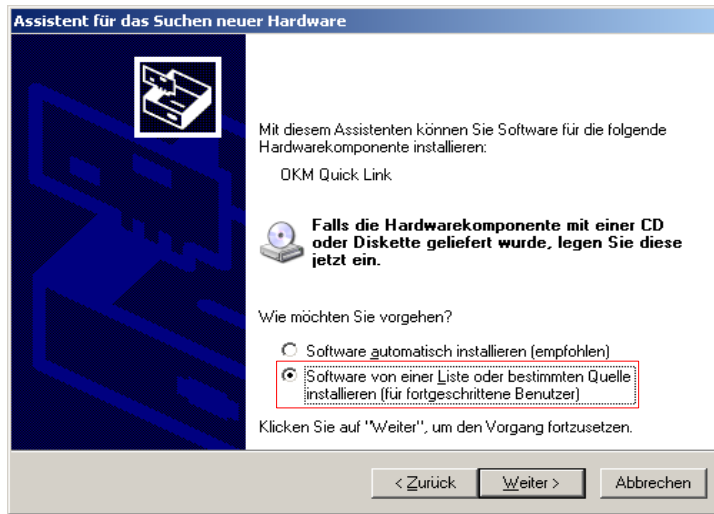 Assistent für das Suchen neuer Hardware
Mit diesem Assistenten können Sie Software für die folgende
Hardwarekomponente installieren:
OKM Quick Link
Falls die Hardwarekomponente mit einer CD
oder Diskette geliefert wurde, legen Sie diese
jetzt ein.
Wie möchten Sie vorgehen?
Software automatisch installieren (empfohlen)
Software von einer Liste oder bestimmten Quelle
installieren (für fortgeschrittene Benutzer)
Klicken Sie auf "Weiter", um den Vorgang fortzusetzen.
< Zurück Weiter > Abbrechen